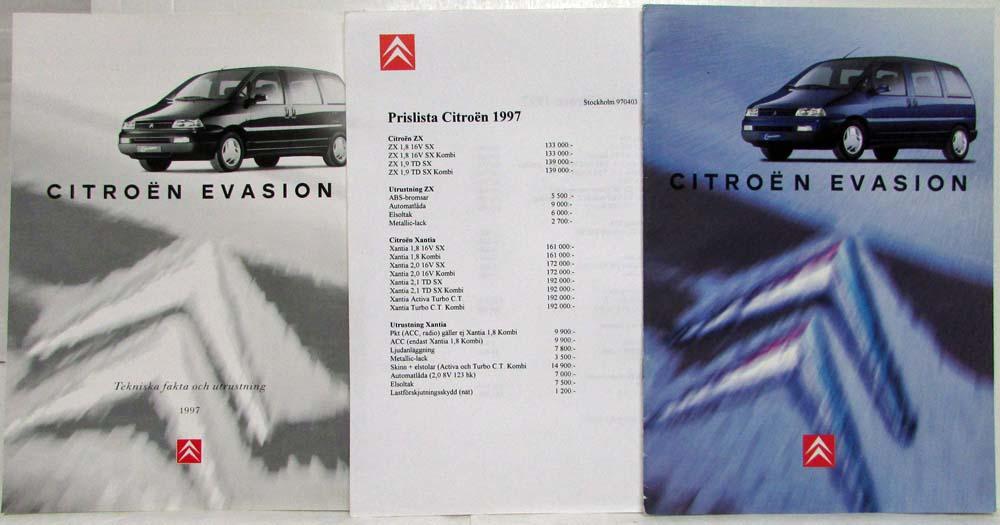 CITROËN EVASION
Tekniska fakta och utrustning
1997
Stockholm 970403
Prislista Citroën 1997
Citroën ZX
ZX 1,8 16V SX 133 000:-
ZX 1,8 16V SX Kombi 133 000:-
ZX 1,9 TD SX 139 000:-
ZX 1,9 TD SX Kombi 139 000:-
Utrustning ZX
ABS-bromsar 5 500 :-
Automatlåda 9 000 :-
Elsoltak 6 000 :-
Metallic-lack 2 700 :-
Citroën Xantia
Xantia 1,8 16V SX 161 000:-
Xantia 1,8 Kombi 161 000:-
Xantia 2,0 16V SX 172 000:-
Xantia 2,0 16V Kombi 172 000:-
Xantia 2,1 TD SX 192 000:-
Xantia 2,1 TD SX Kombi 192 000:-
Xantia Activa Turbo C.T. 192 000:-
Xantia Turbo C.T. Kombi 192 000:-
Utrustning Xantia
Pkt (ACC, radio) gäller ej Xantia 1,8 Kombi 9 900:-
ACC (endast Xantia 1,8 Kombi) 9 900:-
Ljudanläggning 7 800:-
Metallic-lack 3 500 :-
Skinn + elstolar (Activa och Turbo C.T. Kombi 14 900:-
Automatlåda (2,0 8V 123 hk) 7 000 :-
Elsoltak 7 500 :-
Lastförskjutningsskydd (nät) 1 200:-
CITROËN EVASION